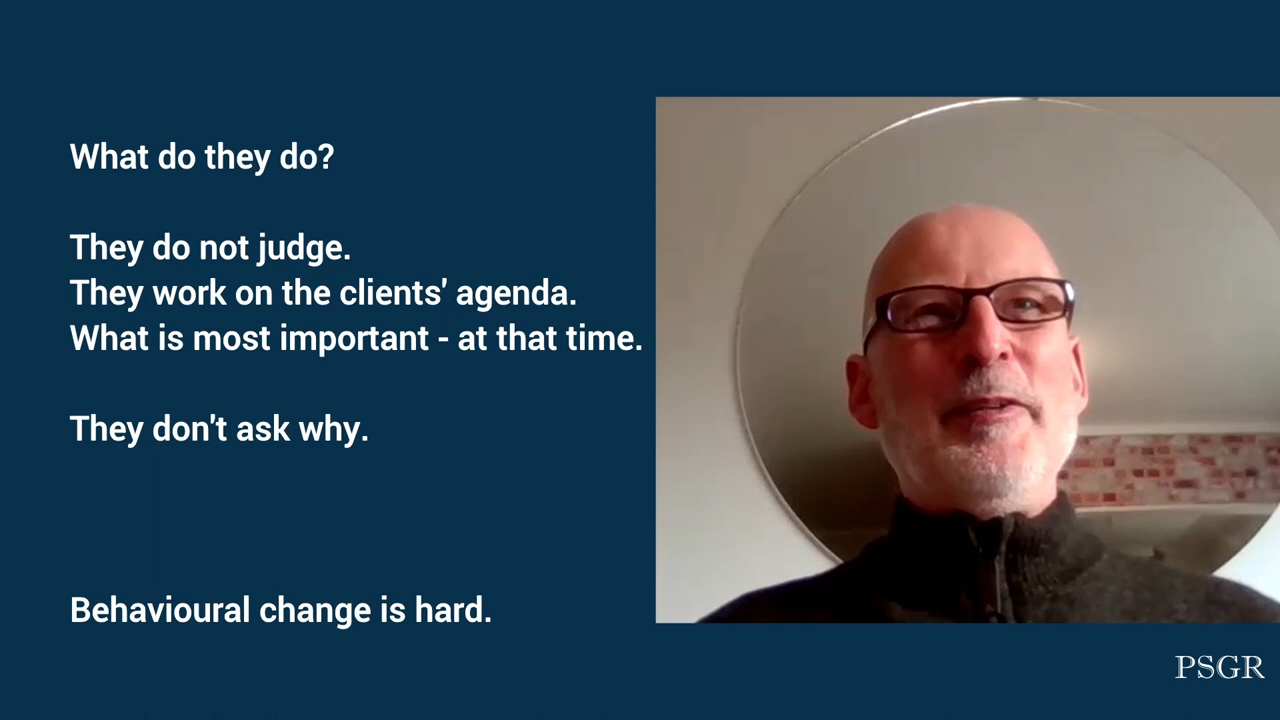 What do they do?
They do not judge.
They work on the clients' agenda.
What is most important - at that time.
They don't ask why.
Behavioural change is hard.
PSGR